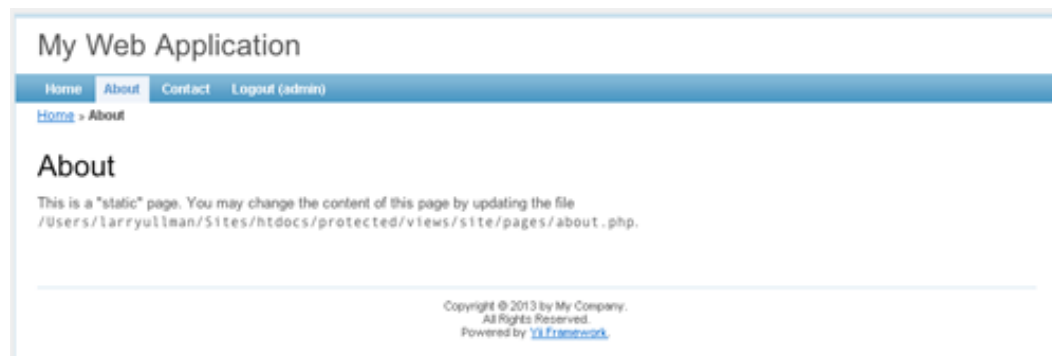 My Web Application
Home About Contact Logout (admin)
Home » About
About
This is a "static" page. You may change the content of this page by updating the file
/Users/larryullman/Sites/htdocs/protected/views/site/pages/about.php.
Copyright © 2013 by My Company.
All Rights Reserved.
Powered by Yii Framework.